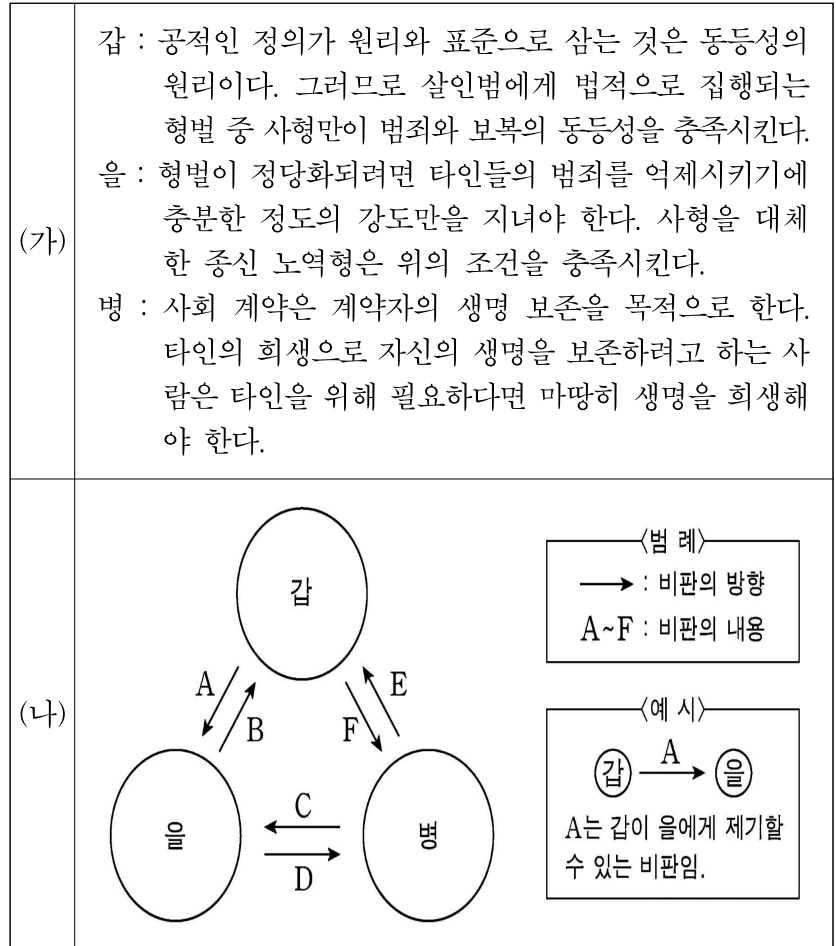 (가)
갑 : 공적인 정의가 원리와 표준으로 삼는 것은 동등성의
원리이다. 그러므로 살인범에게 법적으로 집행되는
형벌 중 사형만이 범죄와 보복의 동등성을 충족시킨다.
을 : 형벌이 정당화되려면 타인들의 범죄를 억제시키기에
충분한 정도의 강도만을 지녀야 한다. 사형을 대체
한 종신 노역형은 위의 조건을 충족시킨다.
병 : 사회 계약은 계약자의 생명 보존을 목적으로 한다.
타인의 희생으로 자신의 생명을 보존하려고 하는 사
람은 타인을 위해 필요하다면 마땅히 생명을 희생해
야 한다.
(나)
갑
A
B
E
F
을
C
D
병
〈범 례〉
→ : 비판의 방향
A~F : 비판의 내용
〈예 시〉
갑 A 을
A는 갑이 을에게 제기할
수 있는 비판임.